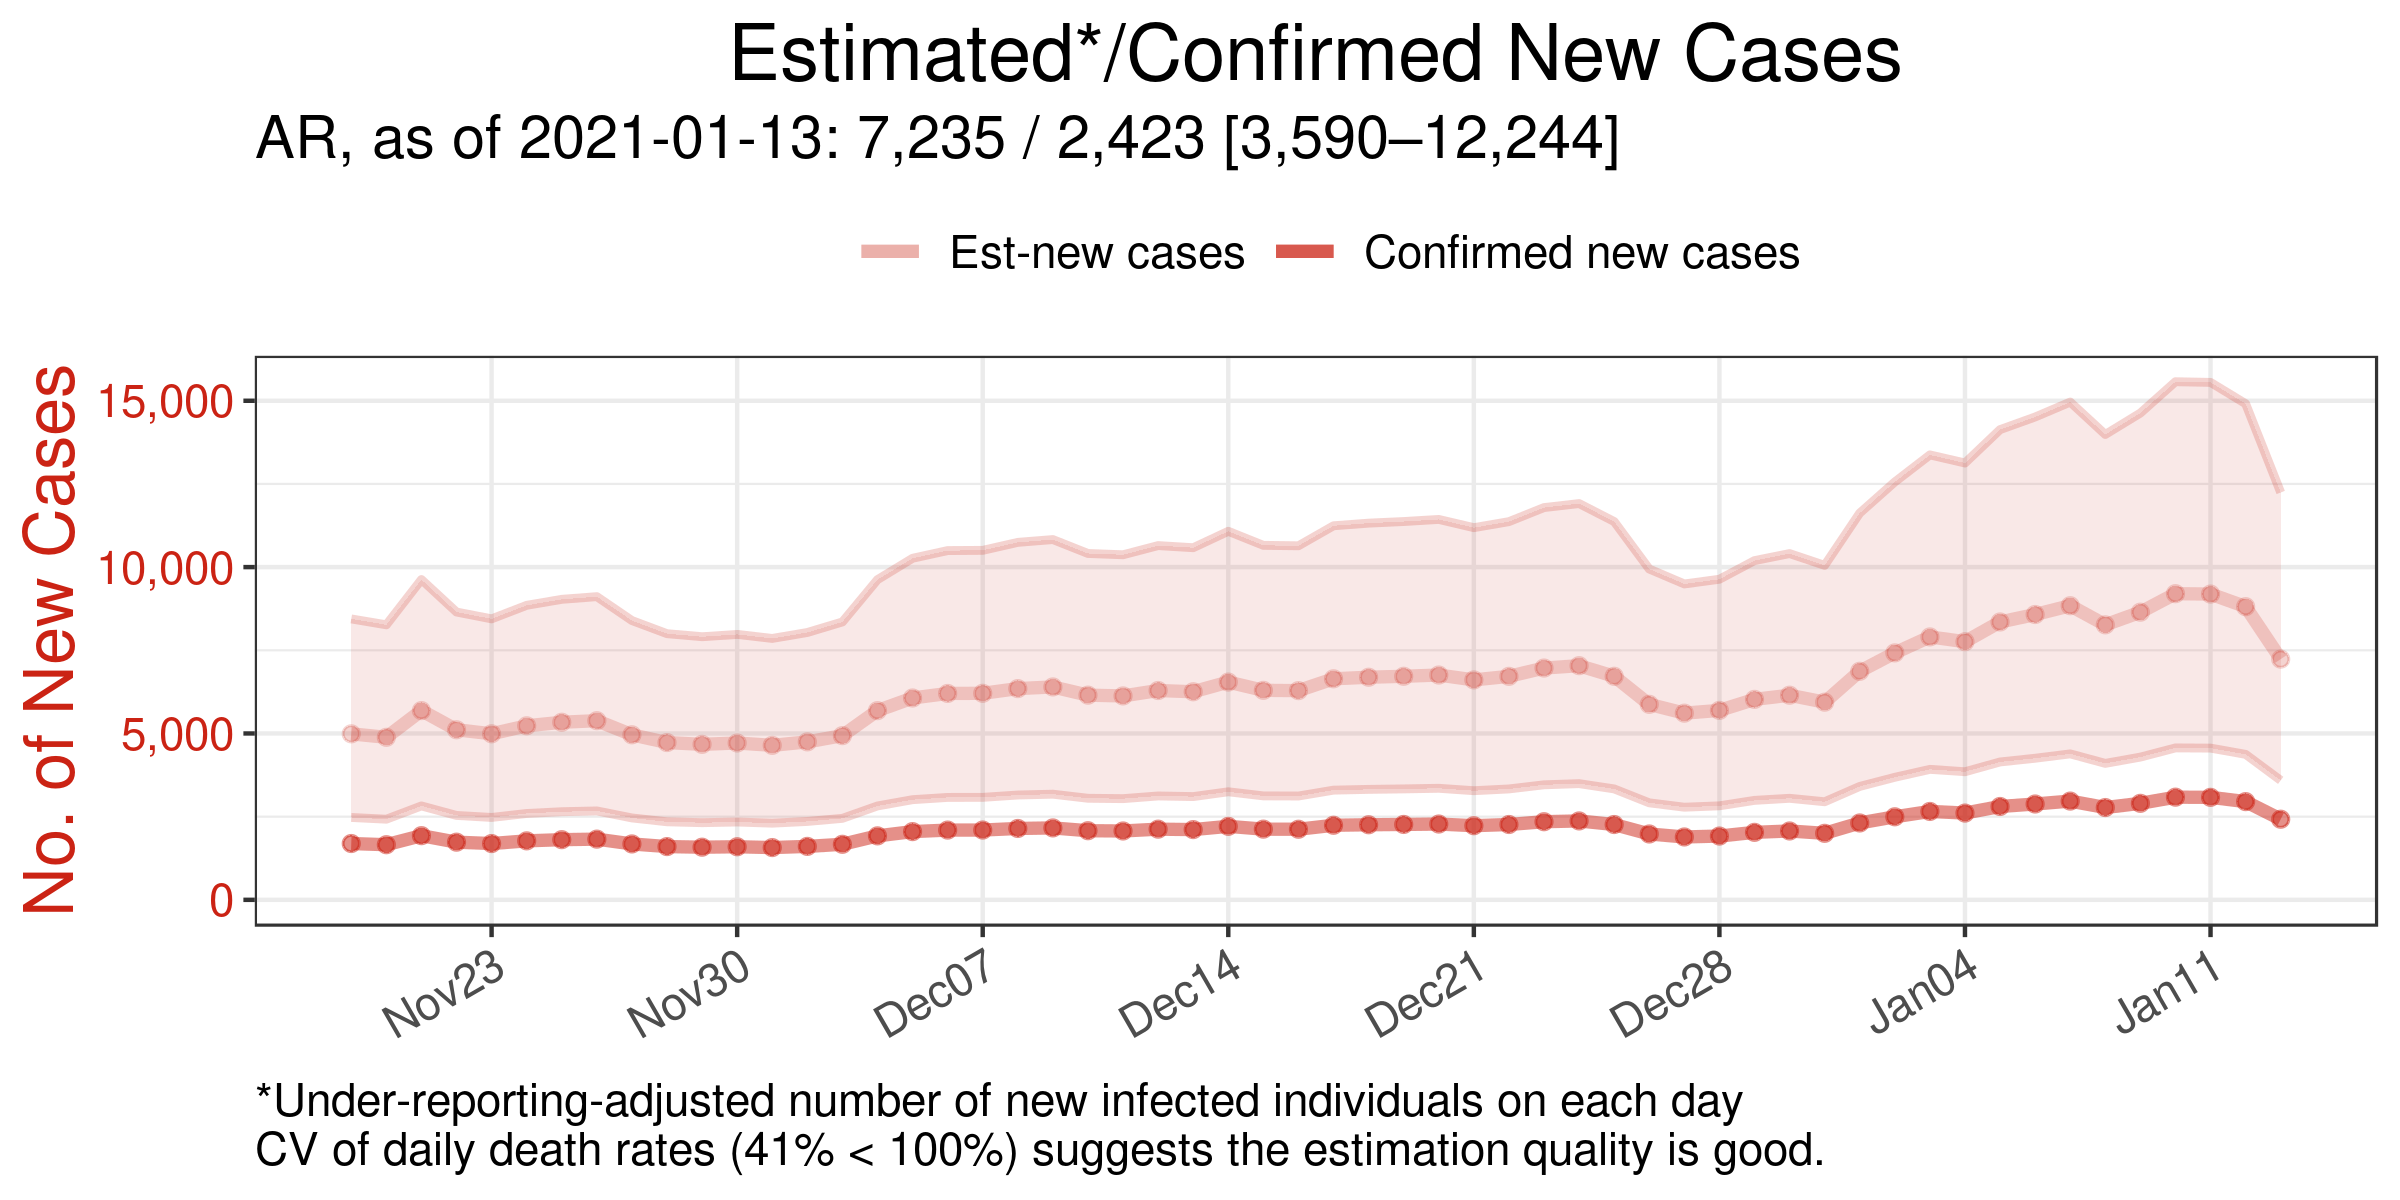 Estimated*/Confirmed New Cases
AR, as of 2021-01-13: 7,235 / 2,423 [3,590–12,244]
Est-new cases
Confirmed new cases
No. of New Cases
15,000
10,000
5,000
0
Nov23
Nov30
Dec07
Dec14
Dec21
Dec28
Jan04
Jan11
*Under-reporting-adjusted number of new infected individuals on each day
CV of daily death rates (41% < 100%) suggests the estimation quality is good.